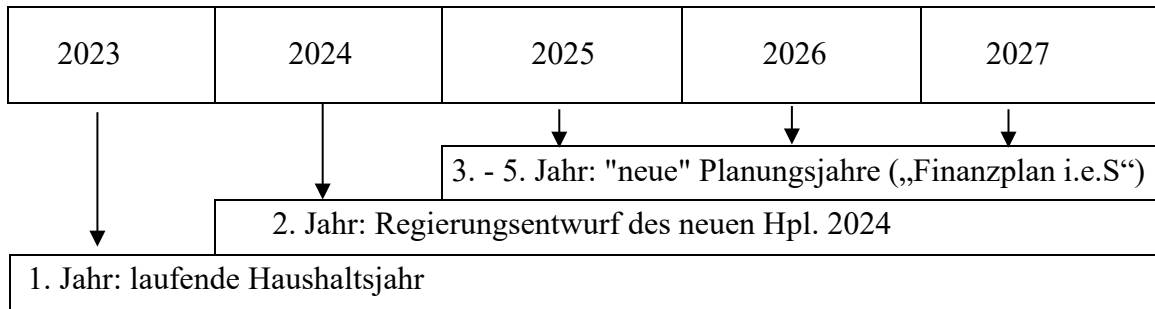 2023 2024 2025 2026 2027
3. - 5. Jahr: "neue" Planungsjahre („Finanzplan i.e.S“)
2. Jahr: Regierungsentwurf des neuen Hpl. 2024
1. Jahr: laufende Haushaltsjahr